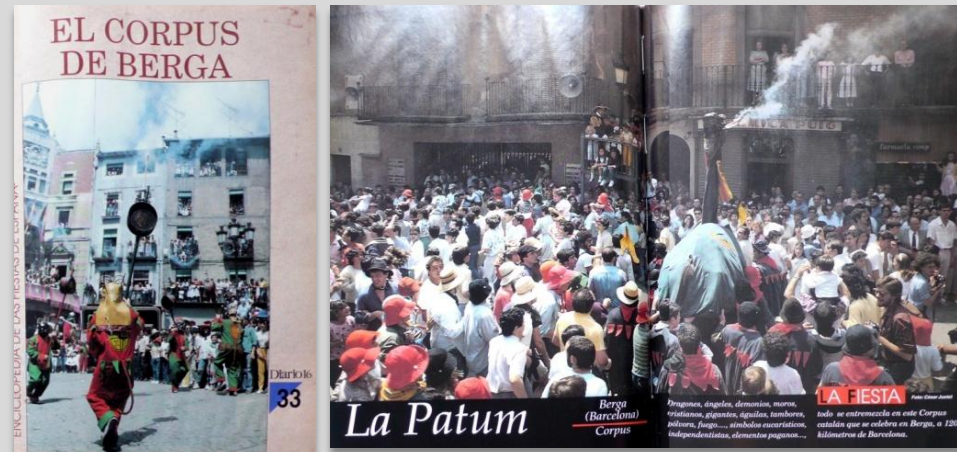 EL CORPUS
DE BERGA
ENCICLOPEDIA DE LAS FIESTAS DE ESPAÑA
Diario16
33
La Patum
Berga
(Barcelona)
Corpus
Dragones, ángeles, demonios, moros,
cristianos, gigantes, águilas, tambores,
pólvora, fuego...., símbolos eucarísticos,
independentistas, elementos paganos...,
LA FIESTA
todo se entremezcla en este Corpus
catalán que se celebra en Berga, a 120
kilómetros de Barcelona.